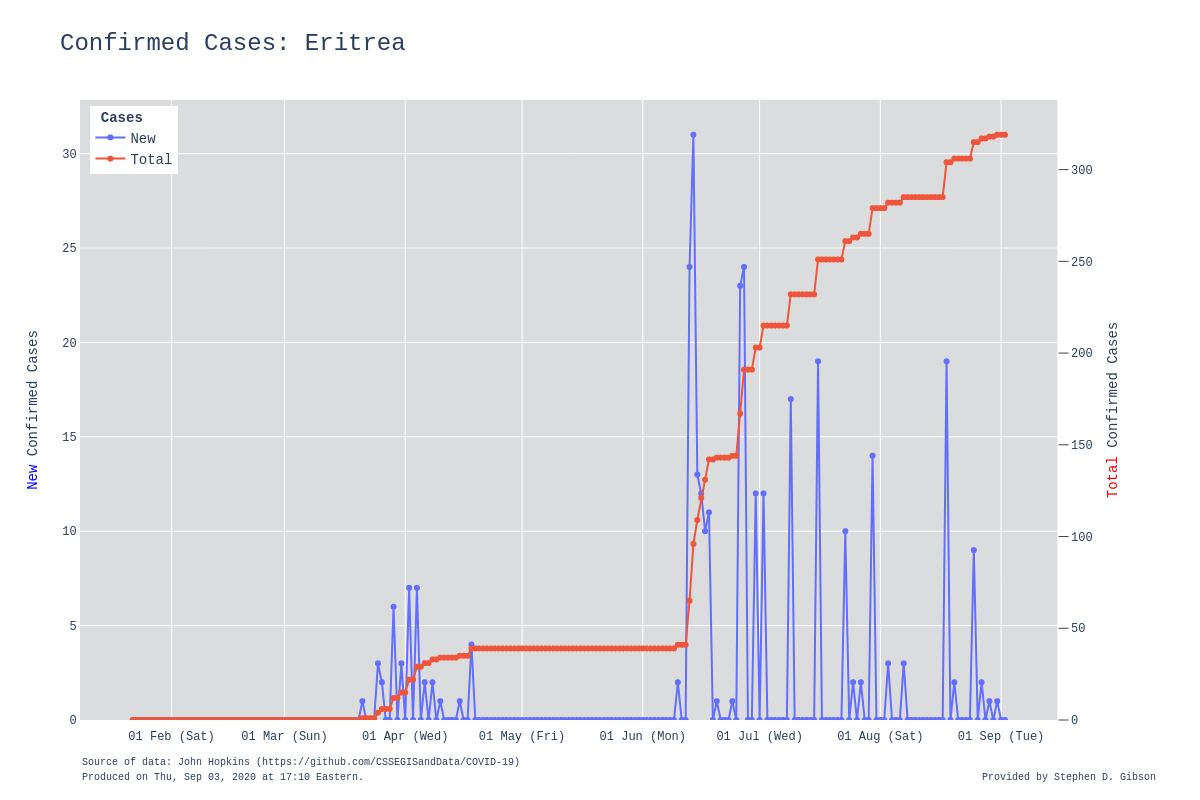 Confirmed Cases: Eritrea
Cases
New
Total
30
25
20
15
10
5
0
New Confirmed Cases
300
250
200
150
100
50
0
Total Confirmed Cases
01 Feb (Sat) 01 Mar (Sun) 01 Apr (Wed) 01 May (Fri) 01 Jun (Mon) 01 Jul (Wed) 01 Aug (Sat) 01 Sep (Tue)
Source of data: John Hopkins (https://github.com/CSSEGISandData/COVID-19)
Produced on Thu, Sep 03, 2020 at 17:10 Eastern.
Provided by Stephen D. Gibson